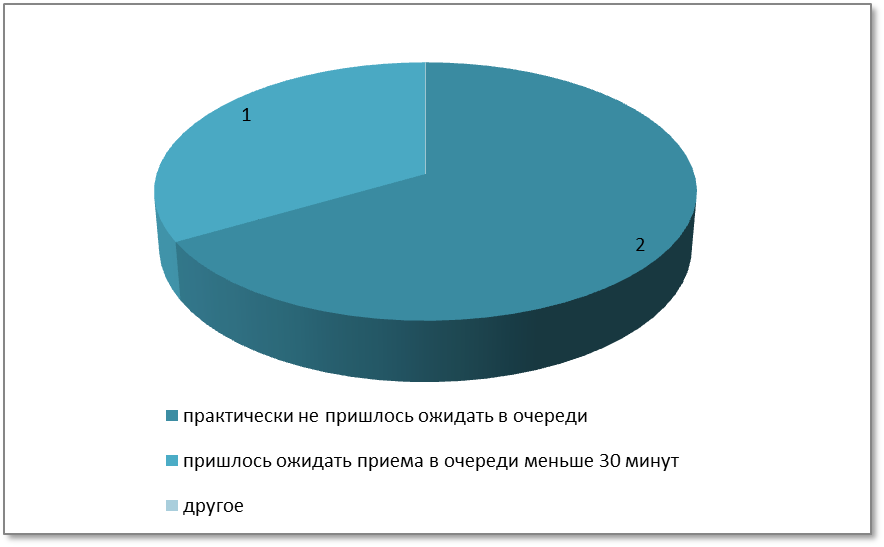 1
2
практически не пришлось ожидать в очереди
пришлось ожидать приема в очереди меньше 30 минут
другое